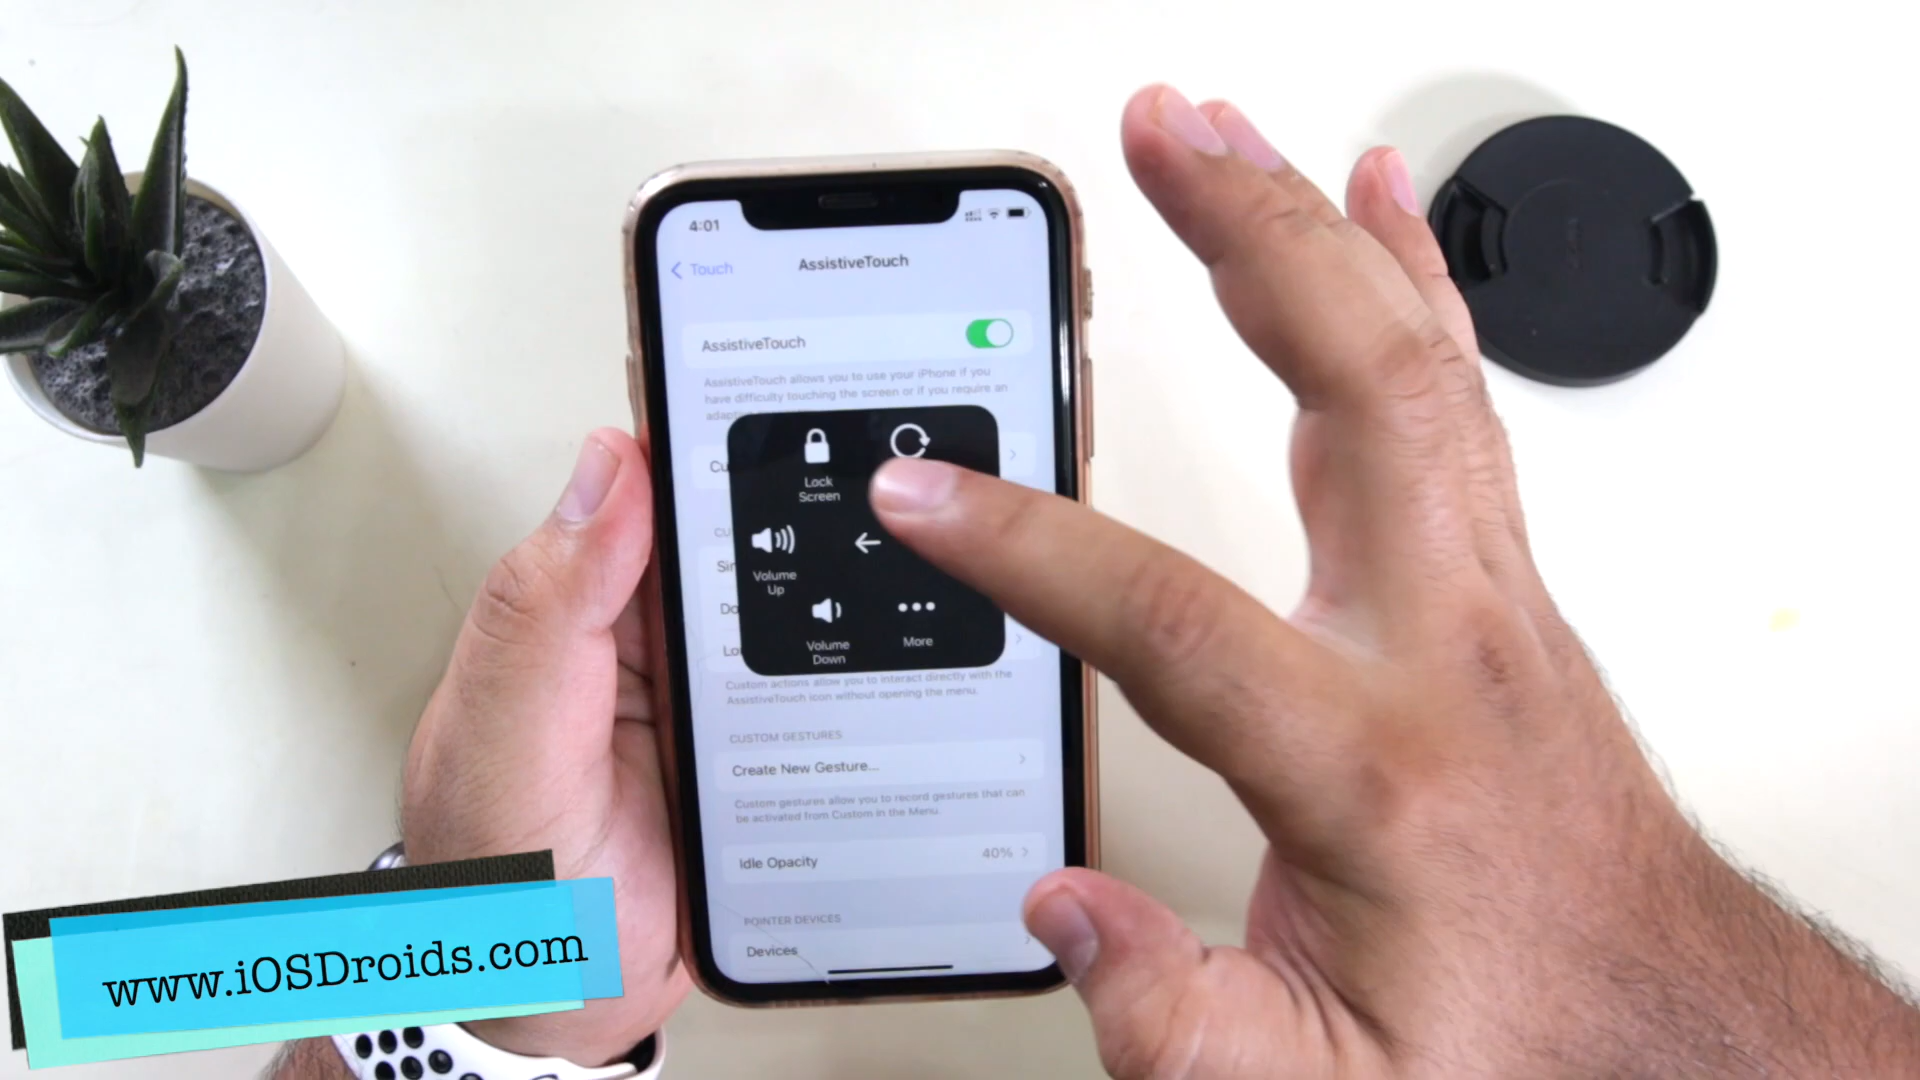 4:01
Touch
AssistiveTouch
AssistiveTouch
AssistiveTouch allows you to use your iPhone if you
have difficulty touching the screen or if you require an
Lock
Screen
Volume
Up
Volume
Down
More
Custom actions allow you to interact directly with the
AssistiveTouch icon without opening the menu.
CUSTOM GESTURES
Create New Gesture...
Custom gestures allow you to record gestures that can
be activated from Custom in the Menu.
Idle Opacity 40%
POINTER DEVICES
Devices
www.iOSDroids.com